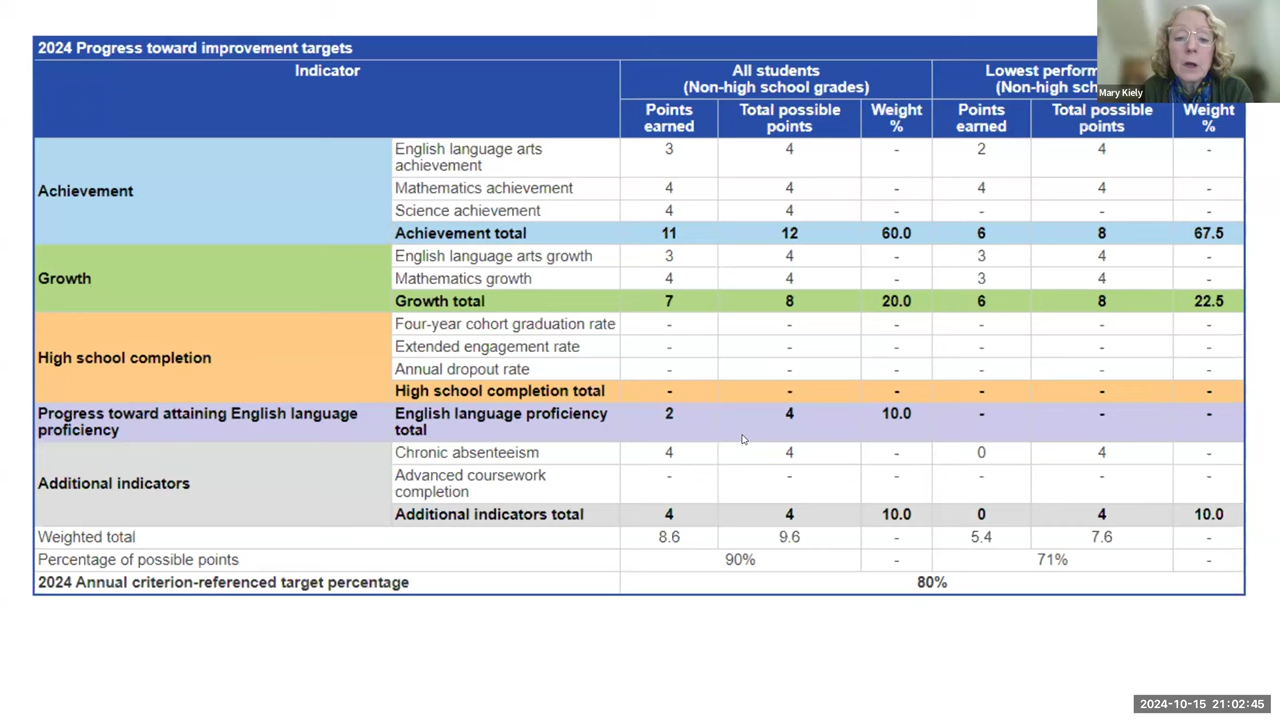 2024 Progress toward improvement targets
Indicator
All students
(Non-high school grades)
Lowest
(Non-high
Points earned
Total possible points
Weight %
Points earned
Total possible points
Weight %
Achievement
English language arts achievement 3 4 - 2 4 -
Mathematics achievement 4 4 - 4 4 -
Science achievement 4 4 - - - -
Achievement total 11 12 60.0 6 8 67.5
Growth
English language arts growth 3 4 - 3 4 -
Mathematics growth 4 4 - 3 4 -
Growth total 7 8 20.0 6 8 22.5
High school completion
Four-year cohort graduation rate - - - - - -
Extended engagement rate - - - - - -
Annual dropout rate - - - - - -
High school completion total - - - - - -
Progress toward attaining English language proficiency
English language proficiency total 2 4 10.0 - - -
Additional indicators
Chronic absenteeism 4 4 - 0 4 -
Advanced coursework completion - - - - - -
Additional indicators total 4 4 10.0 0 4 10.0
Weighted total 8.6 9.6 - 5.4 7.6 -
Percentage of possible points 90% - 71% -
2024 Annual criterion-referenced target percentage 80%
Mary Kiely
2024-10-15 21:02:45